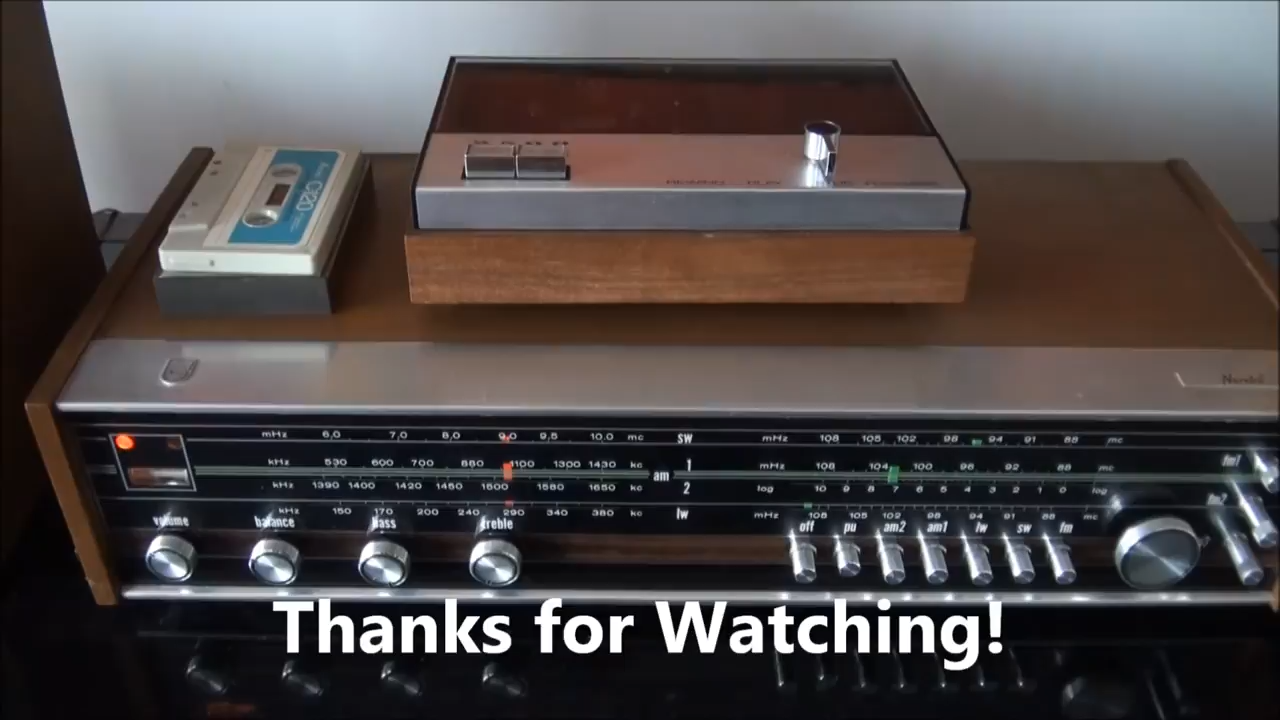 C120
mHz 6,0 7,0 8,0 9,0 9,5 10.0 mc sw mHz 108 105 102 98 94 91 88 mc
kHz 530 600 700 880 1100 1300 1430 kc 1 mHz 108 104 100 96 92 88 mc fm1
am
kHz 1390 1400 1420 1450 1500 1580 1650 kc 2 log 10 9 8 7 6 5 4 3 2 1 0 log fm2
kHz 150 170 200 240 290 340 380 kc lw mHz 108 105 102 98 94 91 88 mc
volume balance bass treble off pu am2 am1 lw sw fm
Thanks for Watching!